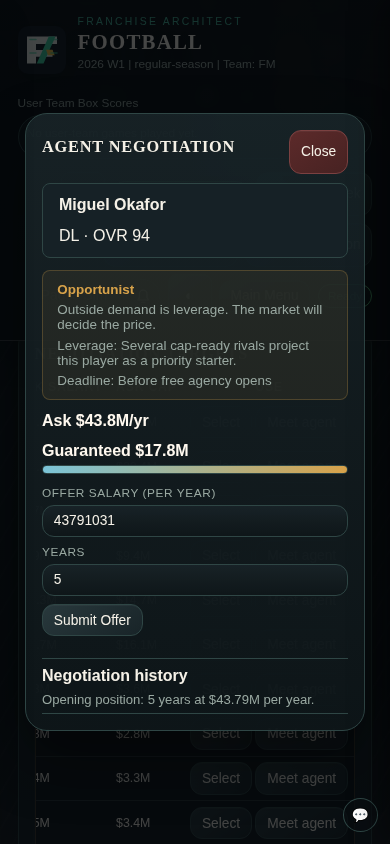 FRANCHISE ARCHITECT
FOOTBALL
2026 W1 | regular-season | Team: FM
User Team Box Scores
AGENT NEGOTIATION
Close
Miguel Okafor
DL · OVR 94
Opportunist
Outside demand is leverage. The market will
decide the price.
Leverage: Several cap-ready rivals project
this player as a priority starter.
Deadline: Before free agency opens
Ask $43.8M/yr
Guaranteed $17.8M
OFFER SALARY (PER YEAR)
43791031
YEARS
5
Submit Offer
Negotiation history
Opening position: 5 years at $43.79M per year.
$2.8M Select Meet agent
4M $3.3M Select Meet agent
5M $3.4M Select Meet agent